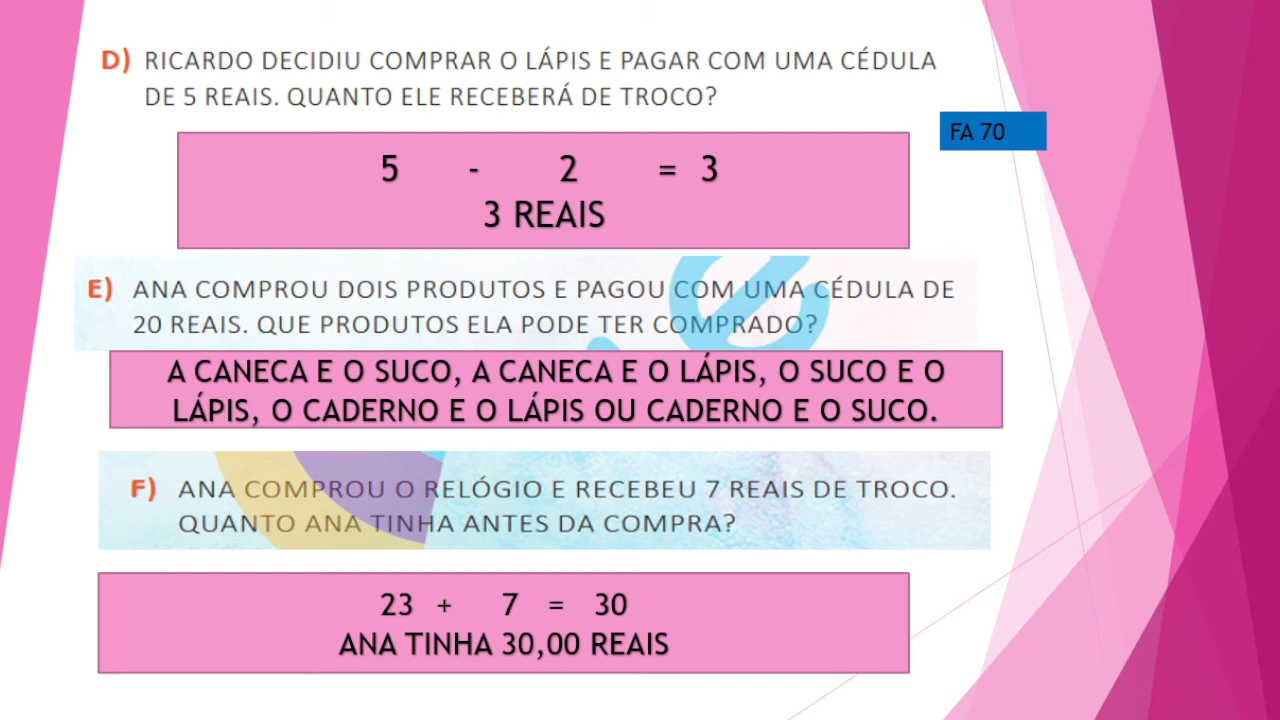 D) RICARDO DECIDIU COMPRAR O LÁPIS E PAGAR COM UMA CÉDULA
DE 5 REAIS. QUANTO ELE RECEBERÁ DE TROCO?
FA 70
5 - 2 = 3
3 REAIS
E) ANA COMPROU DOIS PRODUTOS E PAGOU COM UMA CÉDULA DE
20 REAIS. QUE PRODUTOS ELA PODE TER COMPRADO?
A CANECA E O SUCO, A CANECA E O LÁPIS, O SUCO E O
LÁPIS, O CADERNO E O LÁPIS OU CADERNO E O SUCO.
F) ANA COMPROU O RELÓGIO E RECEBEU 7 REAIS DE TROCO.
QUANTO ANA TINHA ANTES DA COMPRA?
23 + 7 = 30
ANA TINHA 30,00 REAIS